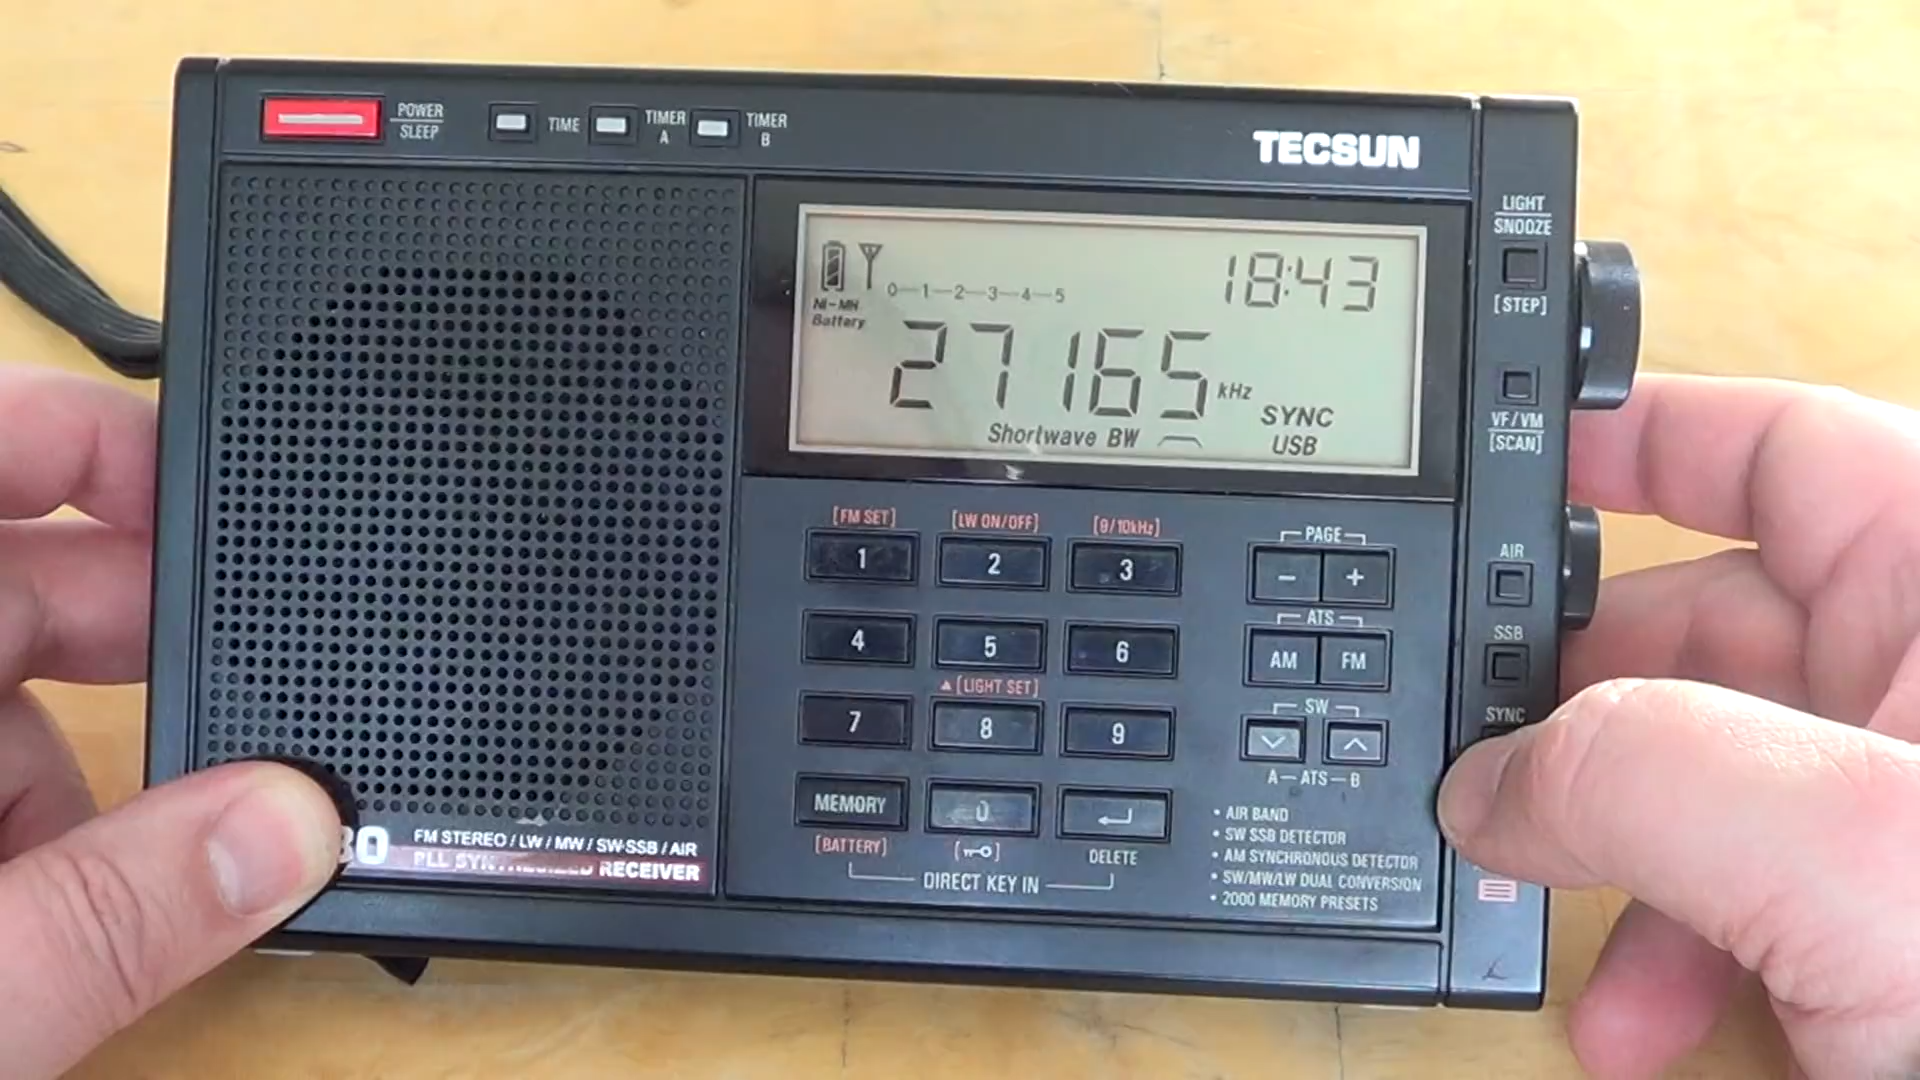 POWER
SLEEP
TIME
TIMER
A
TIMER
B
TECSUN
LIGHT
SNOOZE
[STEP]
VF/VM
[SCAN]
AIR
SSB
SYNC
Ni-MH
Battery
0-1-2-3-4-5
18:43
27165 kHz
SYNC
USB
Shortwave BW
[FM SET]
[LW ON/OFF]
[9/10kHz]
1
2
3
4
5
6
[LIGHT SET]
7
8
9
MEMORY
0
[BATTERY]
DELETE
DIRECT KEY IN
PAGE
-
+
ATS
AM
FM
SW
A-ATS-B
• AIR BAND
• SW SSB DETECTOR
• AM SYNCHRONOUS DETECTOR
• SW/MW/LW DUAL CONVERSION
• 2000 MEMORY PRESETS
FM STEREO / LW / MW / SW-SSB / AIR
RECEIVER